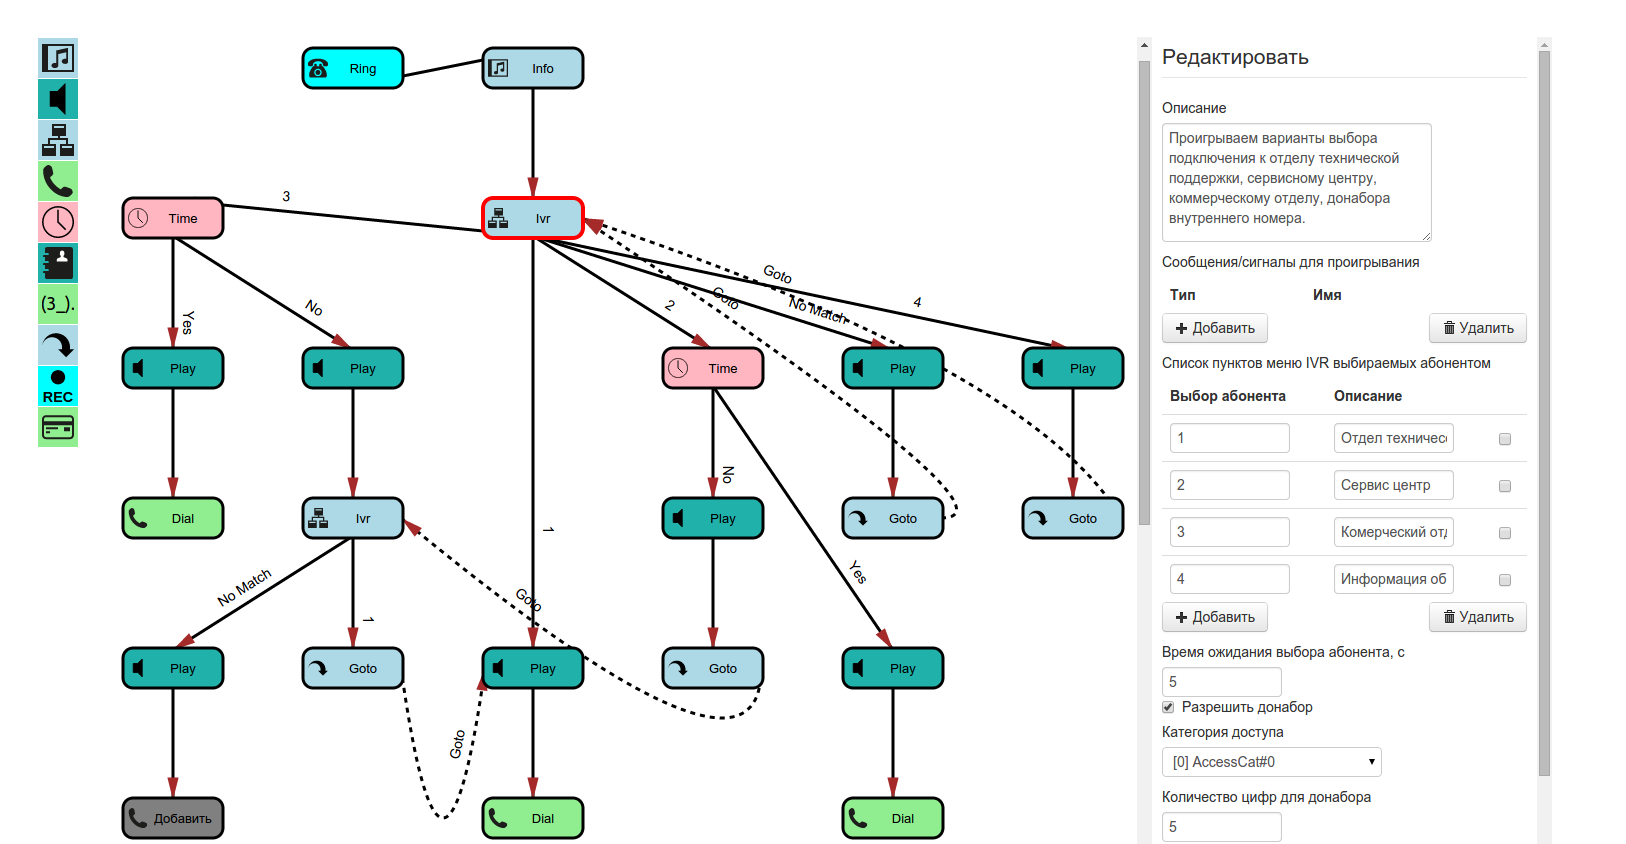 Ring
Info
3
Time
Ivr
Goto
Goto
4
No
2
No Match
Yes
Play
Play
Time
Play
Play
No
Dial
Ivr
1
Play
Goto
Goto
Yes
No Match
Goto
1
Play
Goto
Play
Goto
Play
Goto
Добавить
Dial
Dial
(3_).
REC
Редактировать
Описание
Проигрываем варианты выбора
подключения к отделу технической
поддержки, сервисному центру,
коммерческому отделу, донабора
внутреннего номера.
Сообщения/сигналы для проигрывания
Тип Имя
Добавить Удалить
Список пунктов меню IVR выбираемых абонентом
Выбор абонента Описание
1 Отдел техничес
2 Сервис центр
3 Комерческий отд
4 Информация об
Добавить Удалить
Время ожидания выбора абонента, с
5
Разрешить донабор
Категория доступа
[0] AccessCat#0
Количество цифр для донабора
5